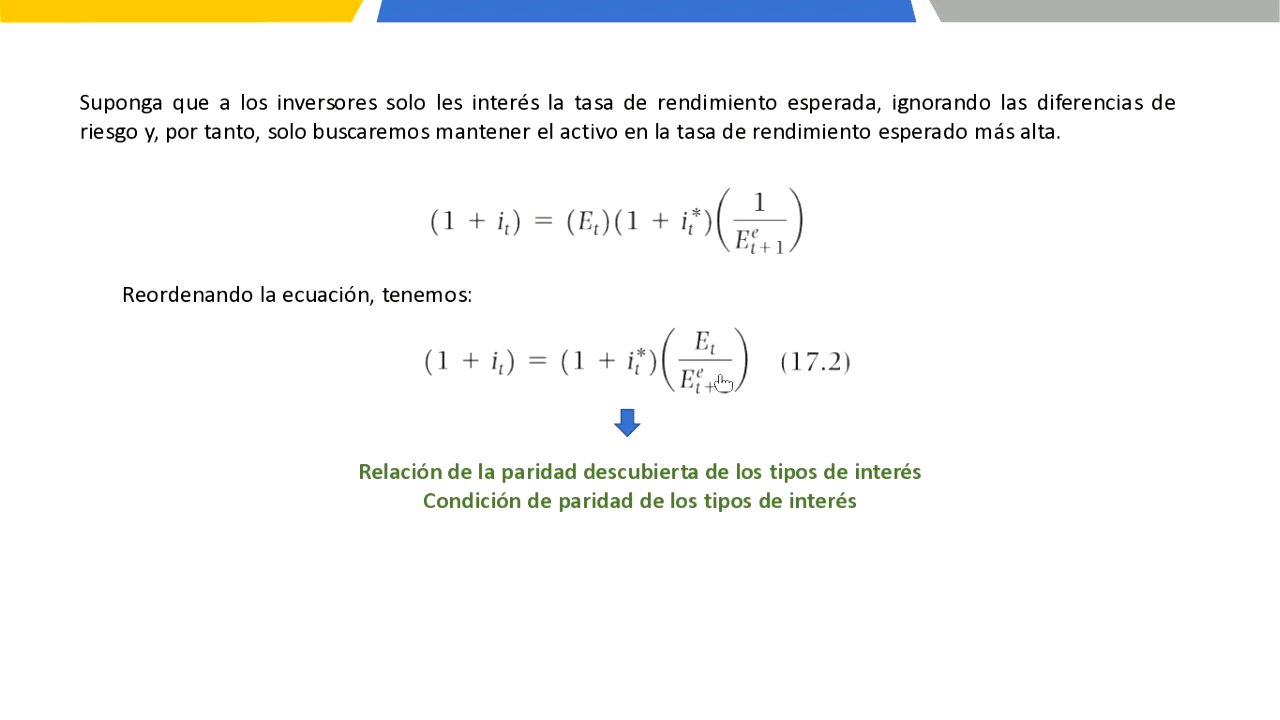 Suponga que a los inversores solo les interés la tasa de rendimiento esperada, ignorando las diferencias de
riesgo y, por tanto, solo buscaremos mantener el activo en la tasa de rendimiento esperado más alta.
(1 + i_t) = (E_t)(1 + i_t^*)(1 / E_{t+1}^e)
Reordenando la ecuación, tenemos:
(1 + i_t) = (1 + i_t^*)(E_t / E_{t+}^e) (17.2)
Relación de la paridad descubierta de los tipos de interés
Condición de paridad de los tipos de interés